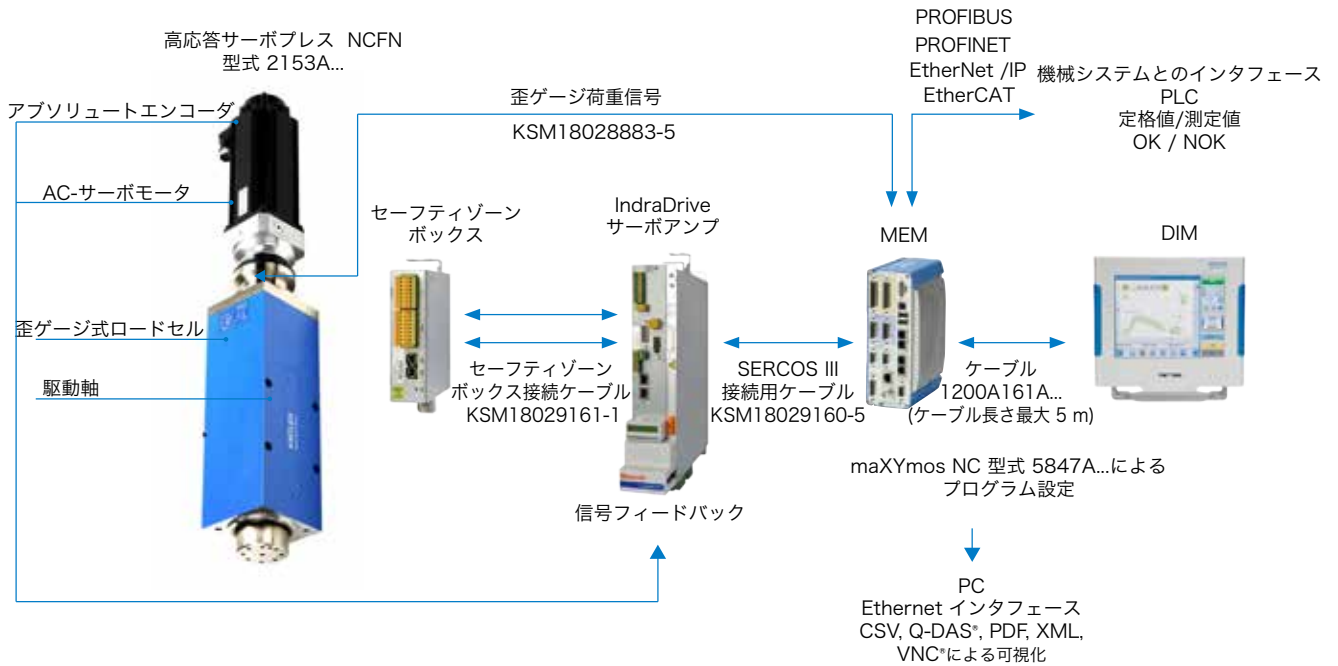 高応答サーボプレス NCFN
型式 2153A...
アブソリュートエンコーダ
AC-サーボモータ
歪ゲージ式ロードセル
駆動軸
歪ゲージ荷重信号
KSM18028883-5
PROFIBUS
PROFINET
EtherNet /IP
EtherCAT
機械システムとのインタフェース
PLC
定格値/測定値
OK / NOK
セーフティゾーン
ボックス
IndraDrive
サーボアンプ
MEM
DIM
セーフティゾーン
ボックス接続ケーブル
KSM18029161-1
SERCOS III
接続用ケーブル
KSM18029160-5
ケーブル
1200A161A...
(ケーブル長さ最大 5 m)
信号フィードバック
maXYmos NC 型式 5847A...による
プログラム設定
PC
Ethernet インタフェース
CSV, Q-DAS®, PDF, XML,
VNC®による可視化